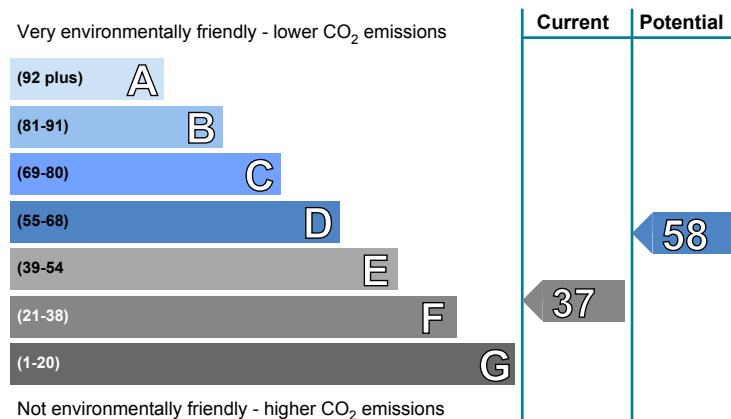 Current Potential
Very environmentally friendly - lower CO2 emissions
(92 plus) A
(81-91) B
(69-80) C
(55-68) D
58
(39-54 E
(21-38) F
37
(1-20) G
Not environmentally friendly - higher CO2 emissions